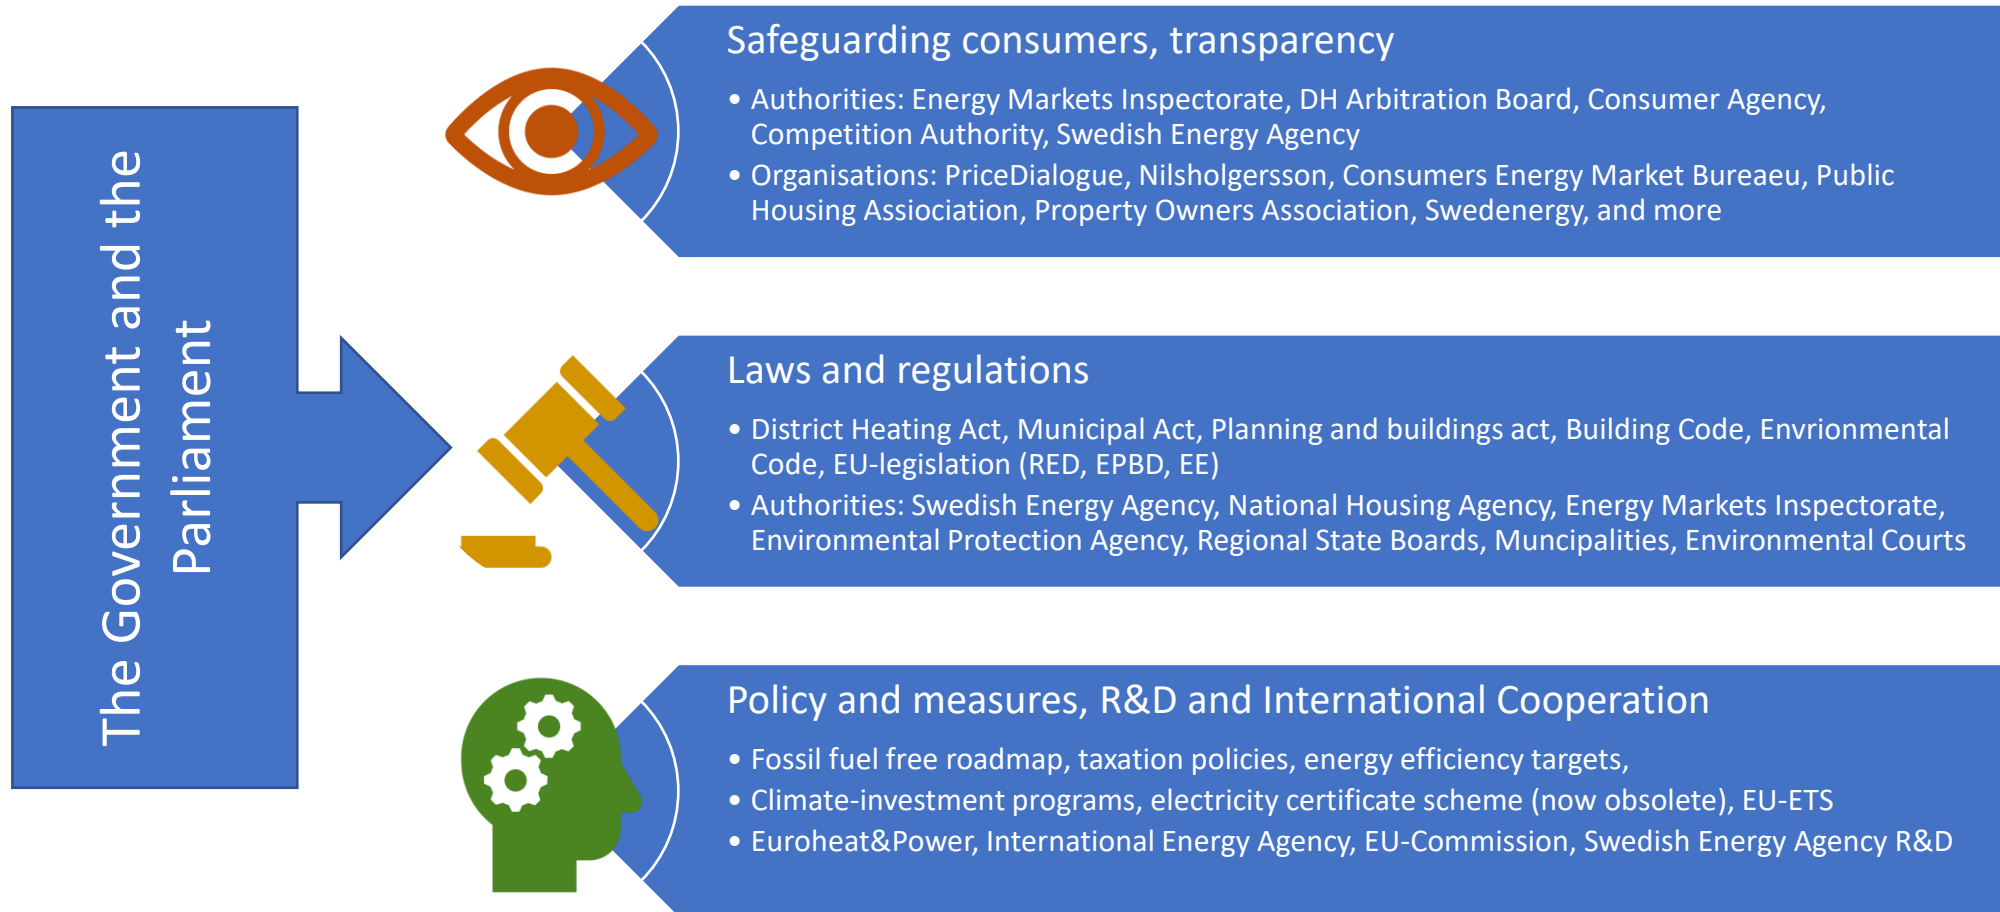 The Government and the
Parliament
Safeguarding consumers, transparency
• Authorities: Energy Markets Inspectorate, DH Arbitration Board, Consumer Agency,
Competition Authority, Swedish Energy Agency
• Organisations: PriceDialogue, Nilsholgersson, Consumers Energy Market Bureaeu, Public
Housing Assiociation, Property Owners Association, Swedenergy, and more
Laws and regulations
• District Heating Act, Municipal Act, Planning and buildings act, Building Code, Envrionmental
Code, EU-legislation (RED, EPBD, EE)
• Authorities: Swedish Energy Agency, National Housing Agency, Energy Markets Inspectorate,
Environmental Protection Agency, Regional State Boards, Muncipalities, Environmental Courts
Policy and measures, R&D and International Cooperation
• Fossil fuel free roadmap, taxation policies, energy efficiency targets,
• Climate-investment programs, electricity certificate scheme (now obsolete), EU-ETS
• Euroheat&Power, International Energy Agency, EU-Commission, Swedish Energy Agency R&D